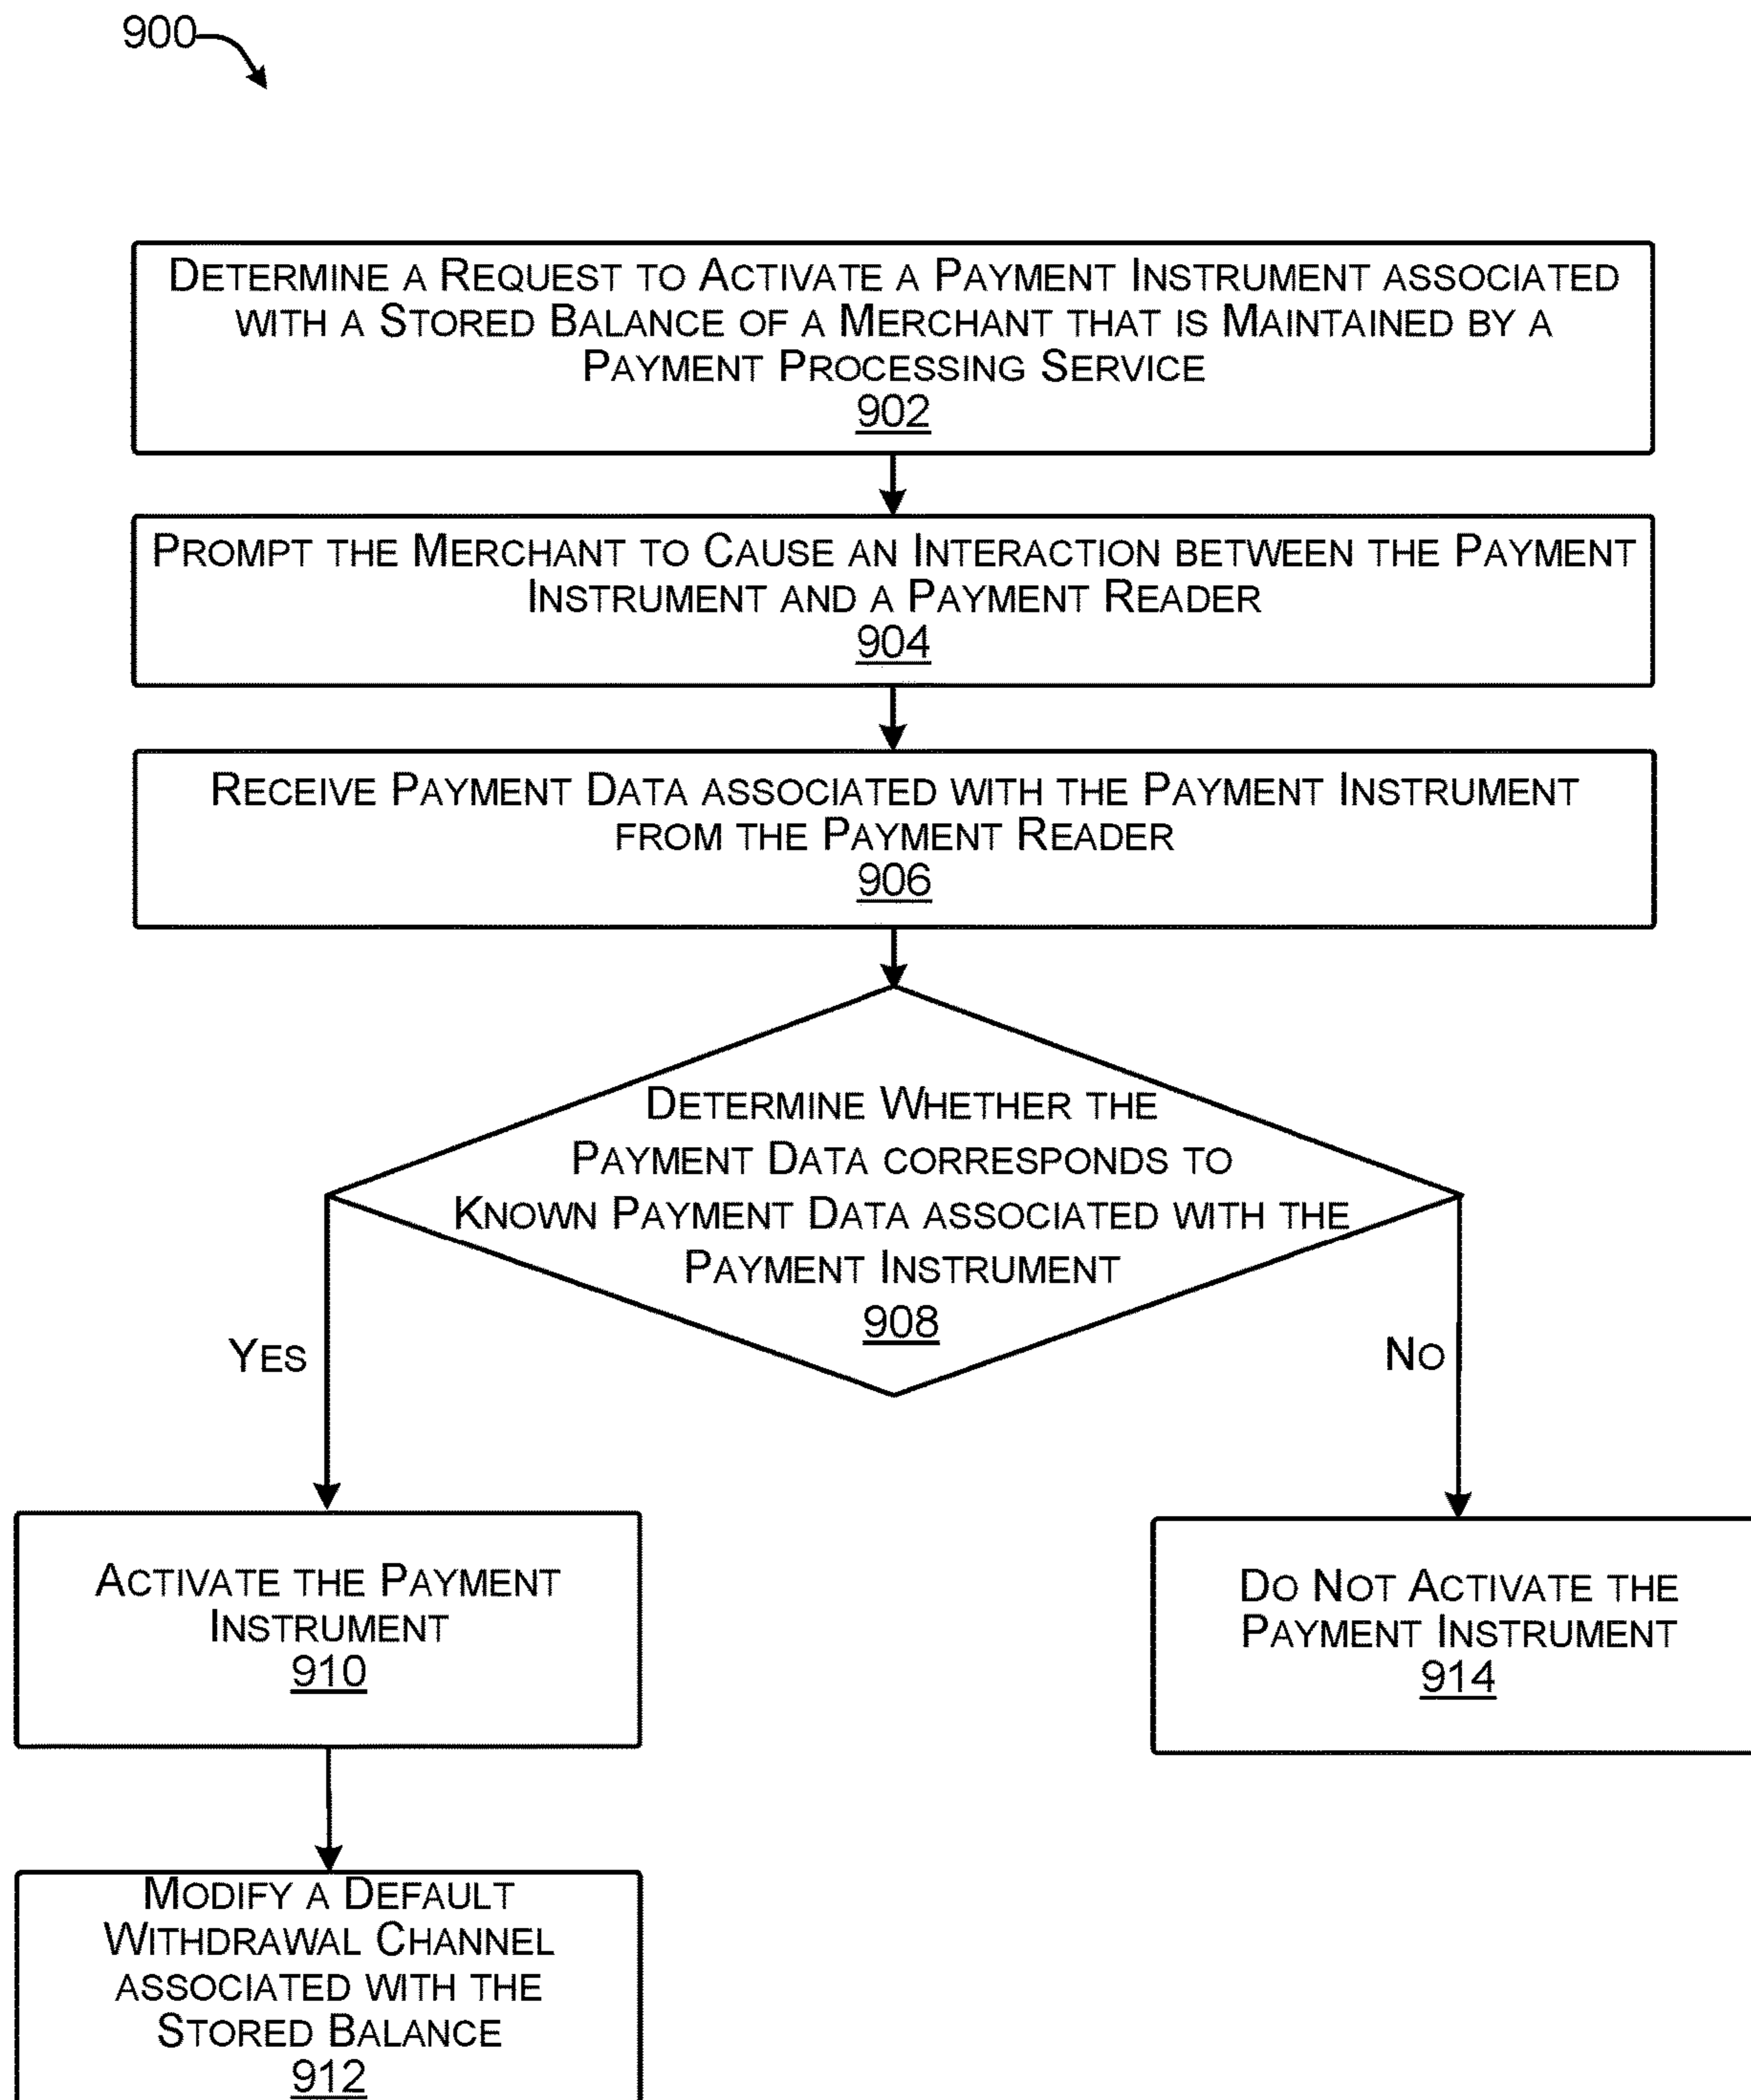 900
Determine a Request to Activate a Payment Instrument associated
with a Stored Balance of a Merchant that is Maintained by a
Payment Processing Service
902
Prompt the Merchant to Cause an Interaction between the Payment
Instrument and a Payment Reader
904
Receive Payment Data associated with the Payment Instrument
from the Payment Reader
906
Determine Whether the
Payment Data corresponds to
Known Payment Data associated with the
Payment Instrument
908
Yes
No
Activate the Payment
Instrument
910
Do Not Activate the
Payment Instrument
914
Modify a Default
Withdrawal Channel
associated with the
Stored Balance
912